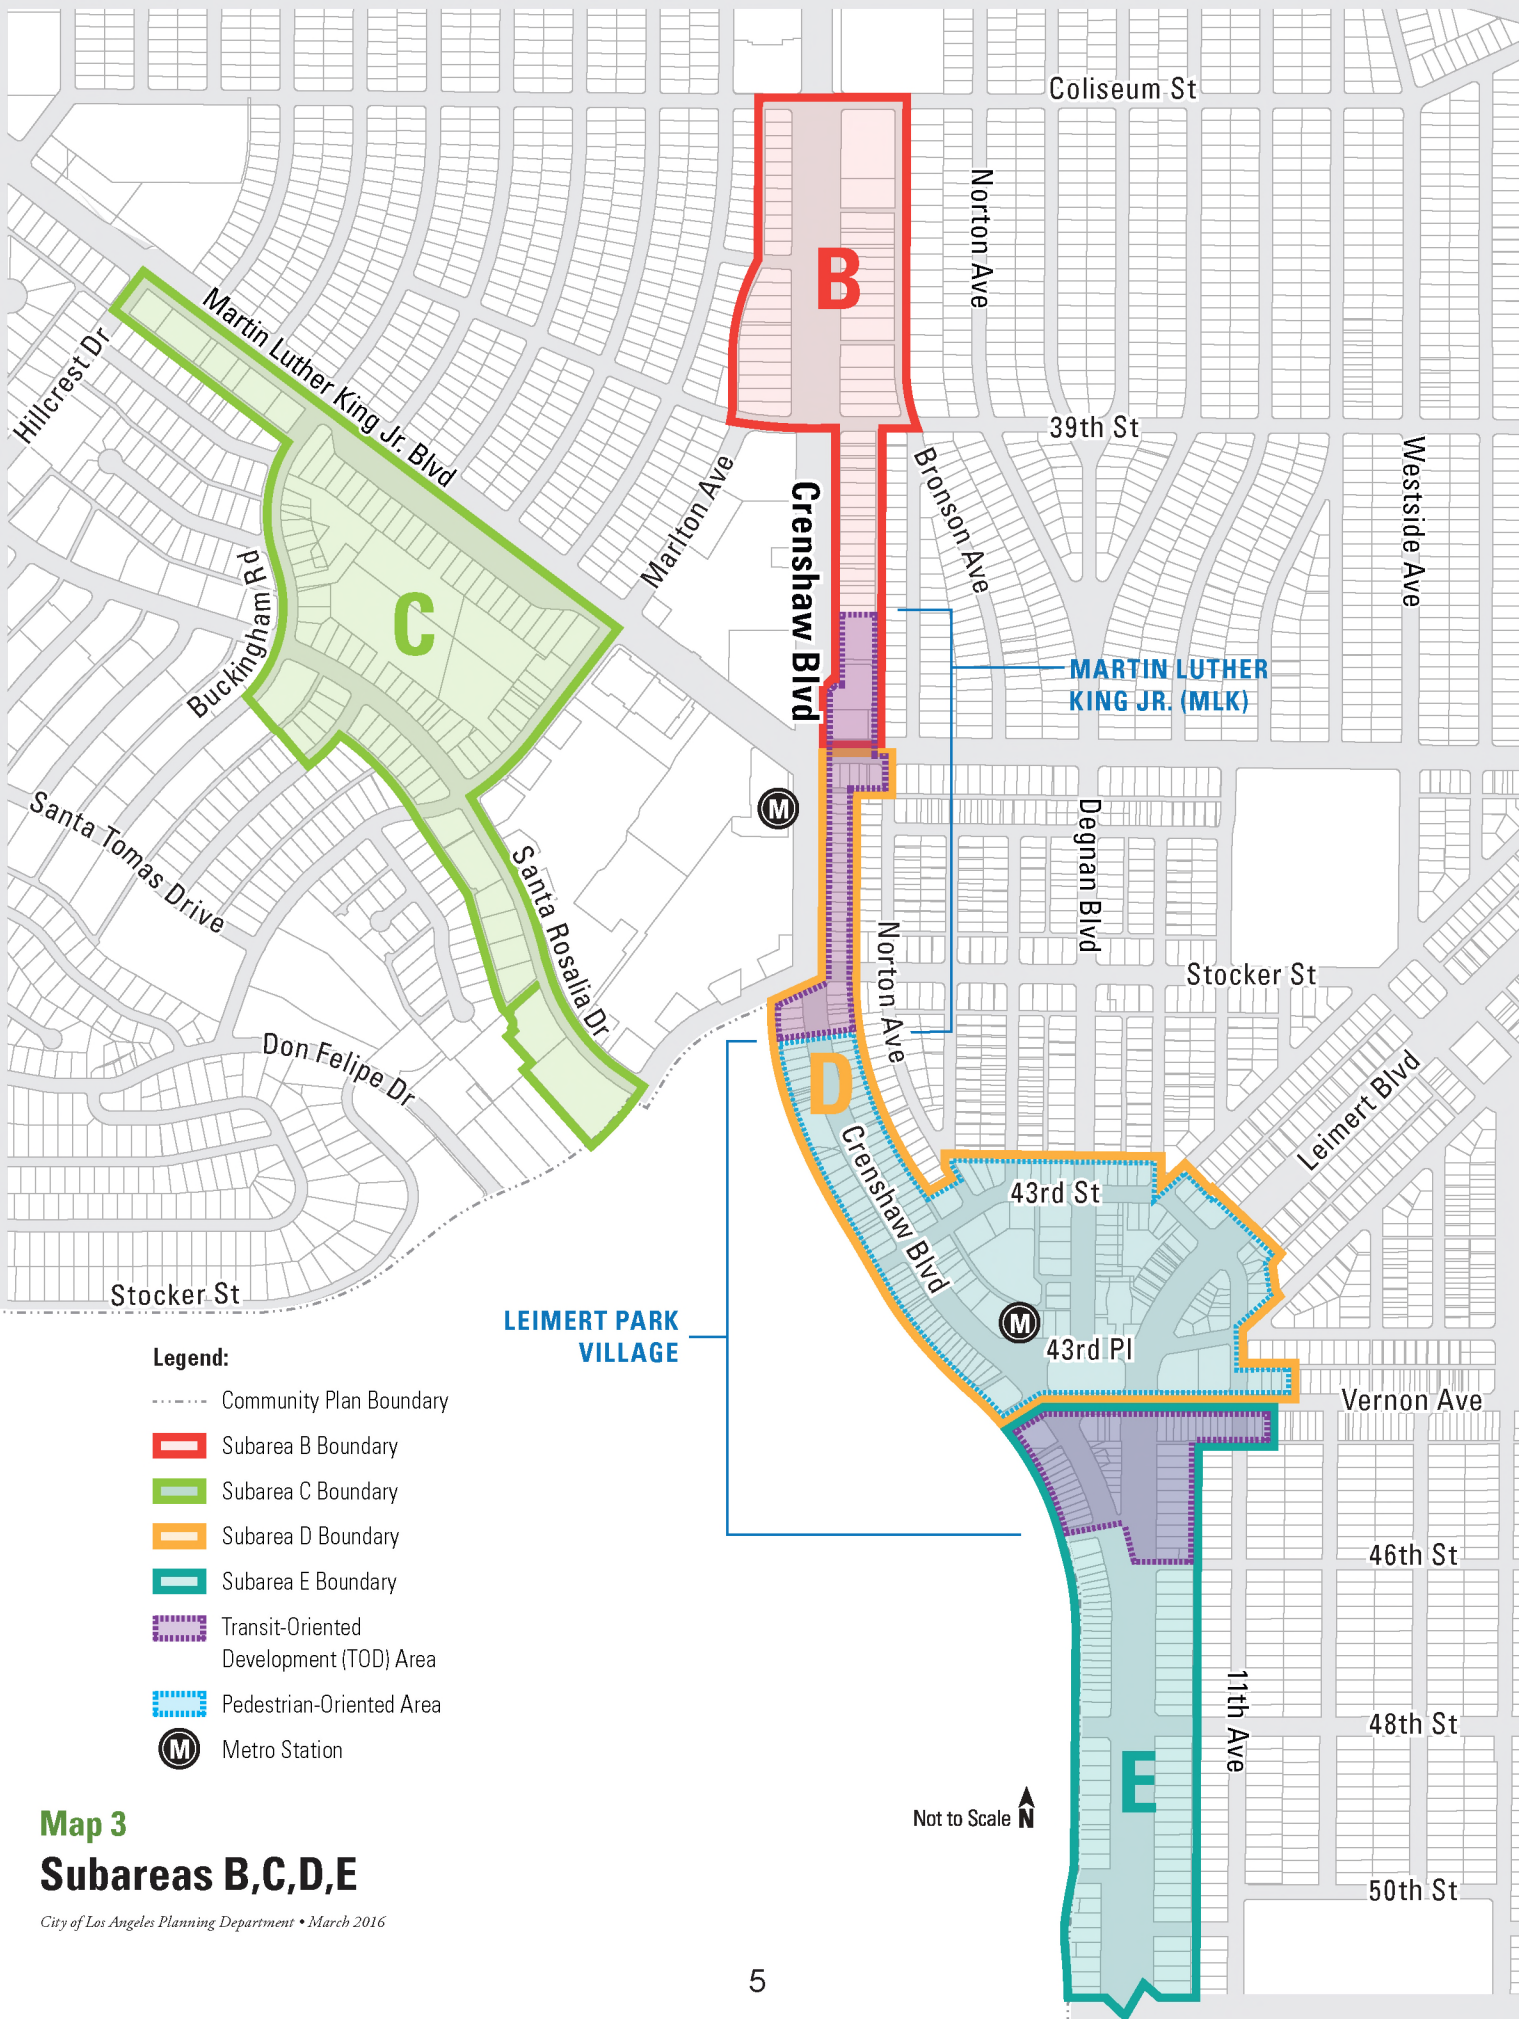 Coliseum St
Norton Ave
B
Martin Luther King Jr. Blvd
Hillcrest Dr
39th St
Westside Ave
Bronson Ave
Marlton Ave
Crenshaw Blvd
Buckingham Rd
C
MARTIN LUTHER
KING JR. (MLK)
M
Degnan Blvd
Santa Tomas Drive
Santa Rosalia Dr
Norton Ave
Stocker St
Don Felipe Dr
D
Leimert Blvd
Crenshaw Blvd
43rd St
Stocker St
LEIMERT PARK
VILLAGE
M
43rd Pl
Vernon Ave
46th St
11th Ave
48th St
E
50th St
Legend:
Community Plan Boundary
Subarea B Boundary
Subarea C Boundary
Subarea D Boundary
Subarea E Boundary
Transit-Oriented
Development (TOD) Area
Pedestrian-Oriented Area
M Metro Station
Not to Scale N
Map 3
Subareas B,C,D,E
City of Los Angeles Planning Department • March 2016
5